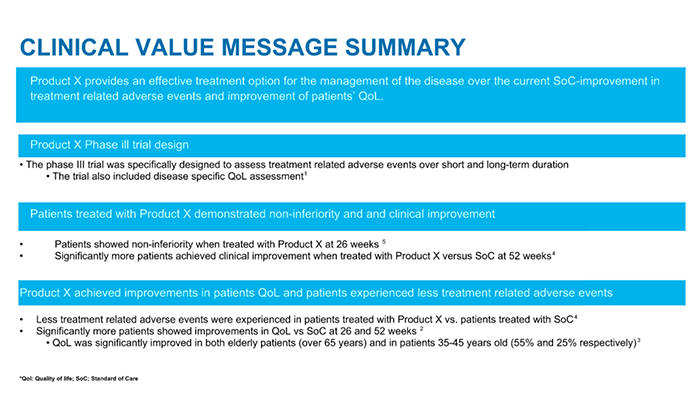 CLINICAL VALUE MESSAGE SUMMARY
Product X provides an effective treatment option for the management of the disease over the current SoC-improvement in
treatment related adverse events and improvement of patients' QoL.
Product X Phase ill trial design
• The phase III trial was specifically designed to assess treatment related adverse events over short and long-term duration
• The trial also included disease specific QoL assessment¹
Patients treated with Product X demonstrated non-inferiority and and clinical improvement
• Patients showed non-inferiority when treated with Product X at 26 weeks ⁵
• Significantly more patients achieved clinical improvement when treated with Product X versus SoC at 52 weeks⁴
Product X achieved improvements in patients QoL and patients experienced less treatment related adverse events
• Less treatment related adverse events were experienced in patients treated with Product X vs. patients treated with SoC⁴
• Significantly more patients showed improvements in QoL vs SoC at 26 and 52 weeks ²
• QoL was significantly improved in both elderly patients (over 65 years) and in patients 35-45 years old (55% and 25% respectively)³
*Qol: Quality of life; SoC; Standard of Care